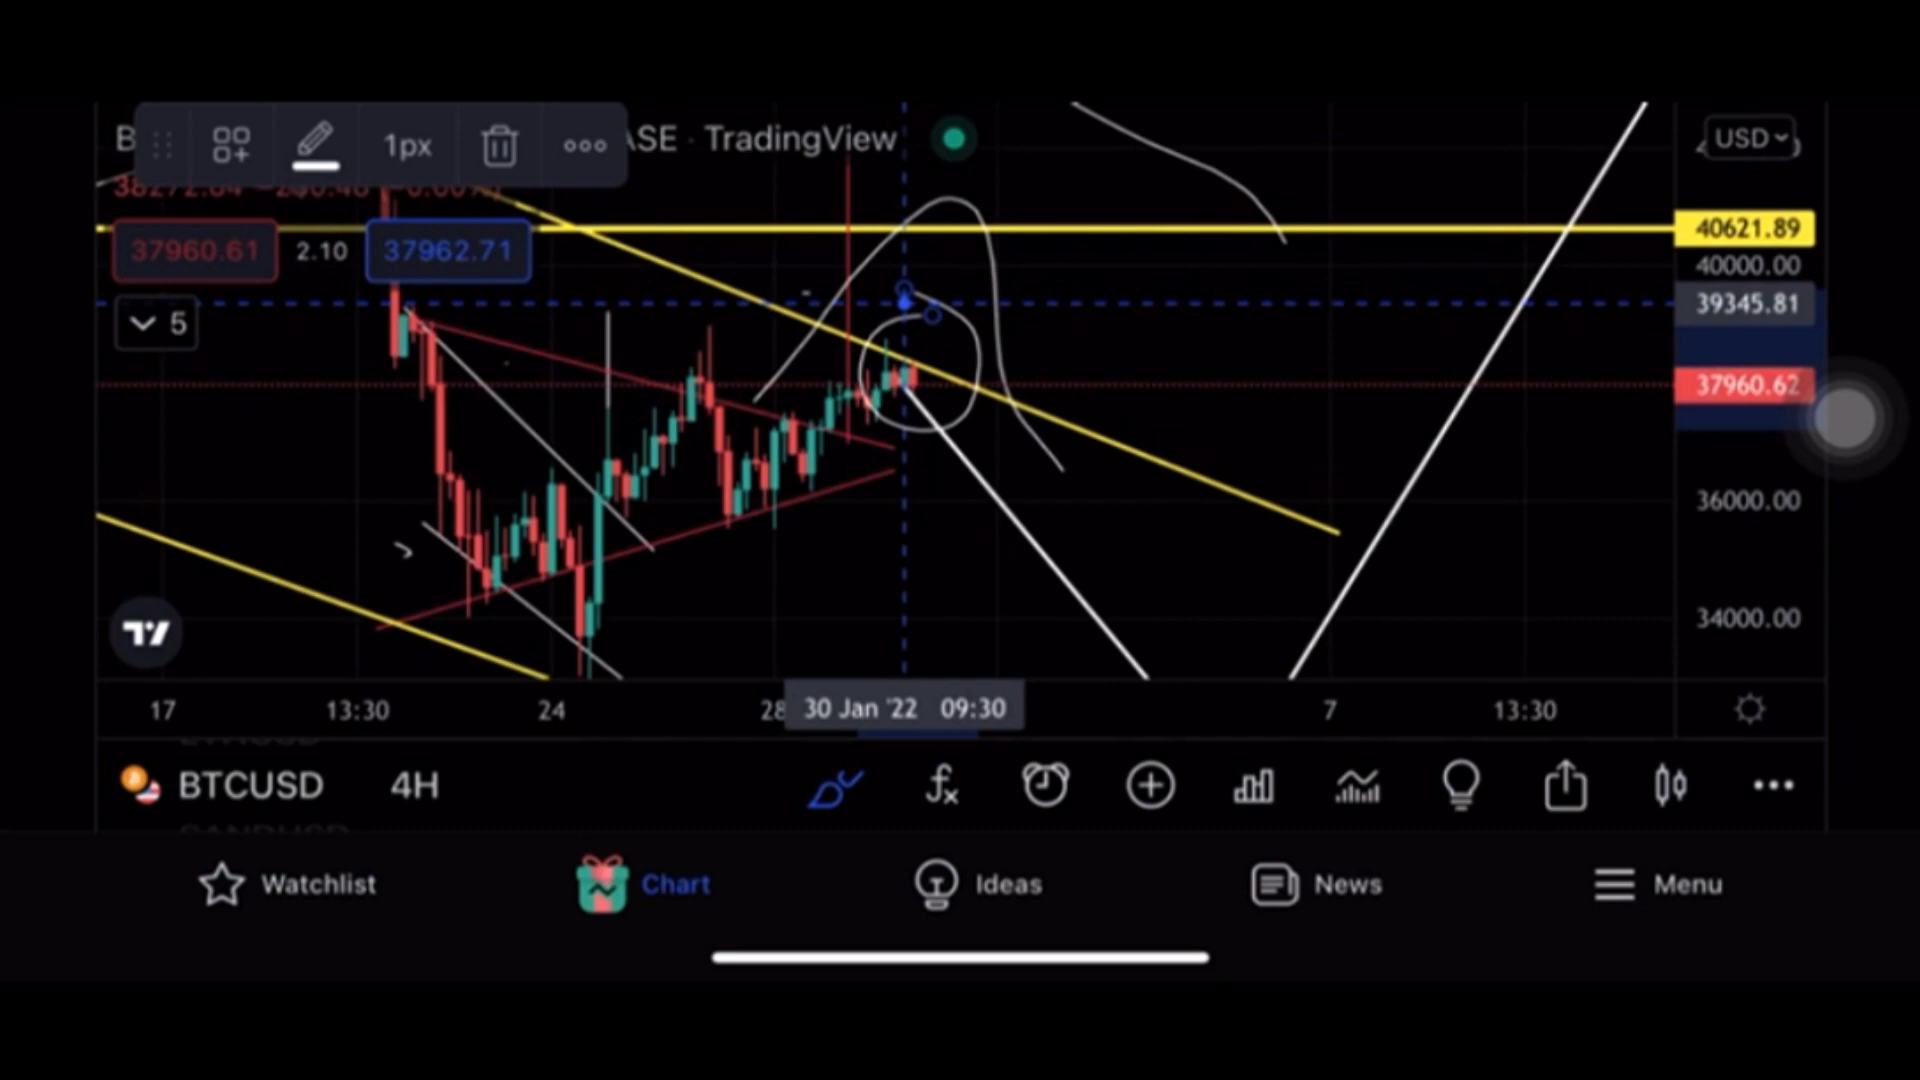 B
1px
ASE · TradingView
USD
40621.89
37960.61 2.10 37962.71
40000.00
39345.81
5
37960.62
36000.00
34000.00
17 13:30 24 28 30 Jan '22 09:30 7 13:30
BTCUSD 4H
Watchlist Chart Ideas News Menu